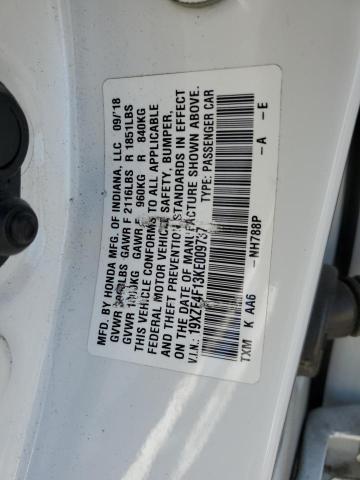 MFD. BY HONDA MFG. OF INDIANA, LLC 09/18
GVWR LBS GAWR F 2116LBS R 1851LBS
GVWR KG GAWR F 960KG R 840KG
THIS VEHICLE CONFORMS TO ALL APPLICABLE
FEDERAL MOTOR VEHICLE SAFETY, BUMPER,
AND THEFT PREVENTION STANDARDS IN EFFECT
ON THE DATE OF MANUFACTURE SHOWN ABOVE.
V.I.N.: 19XZE4F13KE009737 TYPE: PASSENGER CAR
NH788P -A -E
TXM K AA6